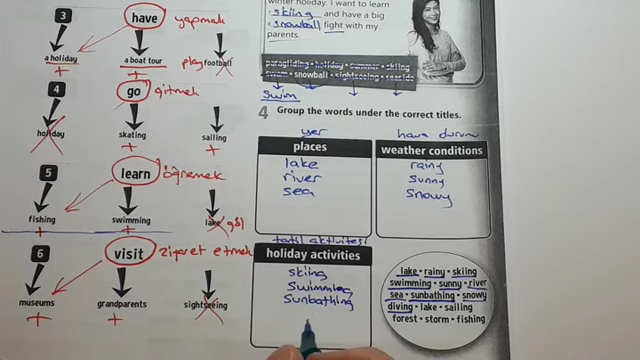 3
have yapmak
a holiday
a boat tour
play football
4
go gitmek
holiday
skating
sailing
5
learn öğremek
fishing
swimming
lake göl
6
visit ziyaret etmek
museums
grandparents
sightseeing
winter holiday. I want to learn
skiing and have a big
snowball fight with my
parents.
paragliding • holiday • summer • skiing
swim • snowball • sightseeing • seaside
swim
4 Group the words under the correct titles.
yer
places
lake
river
sea
hava durumu
weather conditions
rainy
sunny
snowy
tatil aktivitesi
holiday activities
skiing
swimming
sunbathing
lake • rainy • skiing
swimming • sunny • river
sea • sunbathing • snowy
diving • lake • sailing
forest • storm • fishing